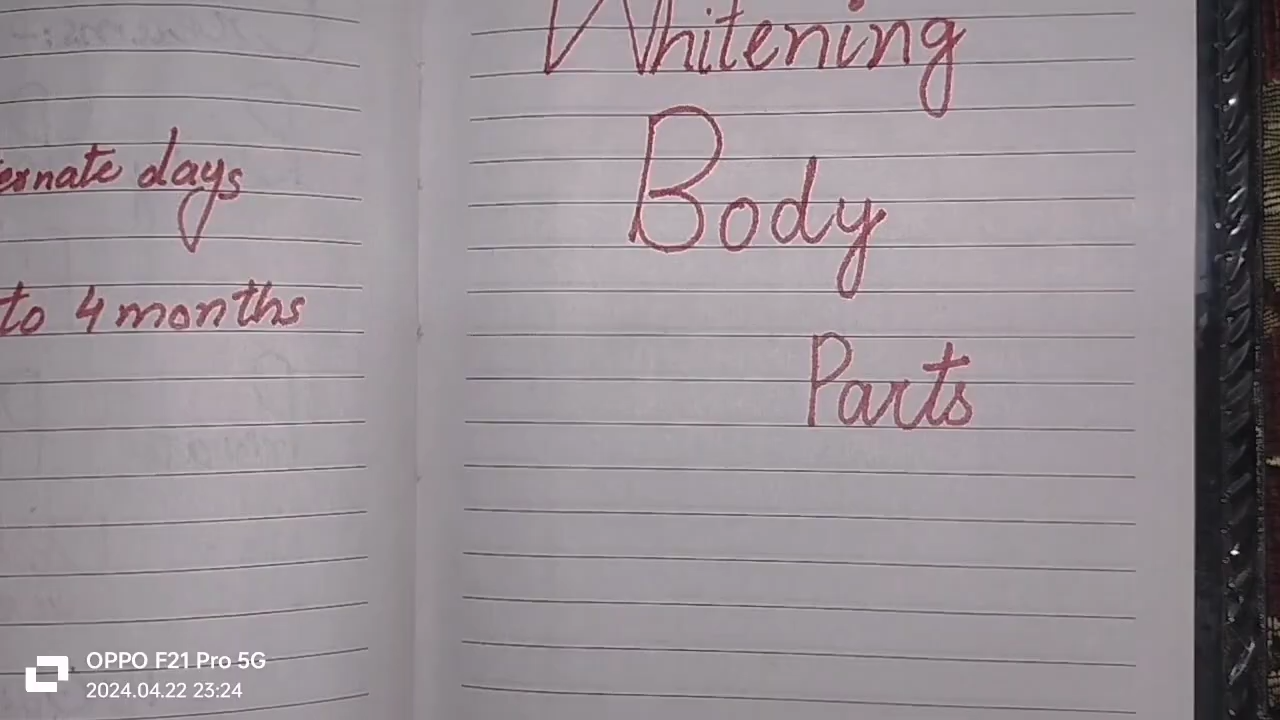 ernate days
to 4 months
Whitening
Body
Parts
OPPO F21 Pro 5G
2024.04.22 23:24